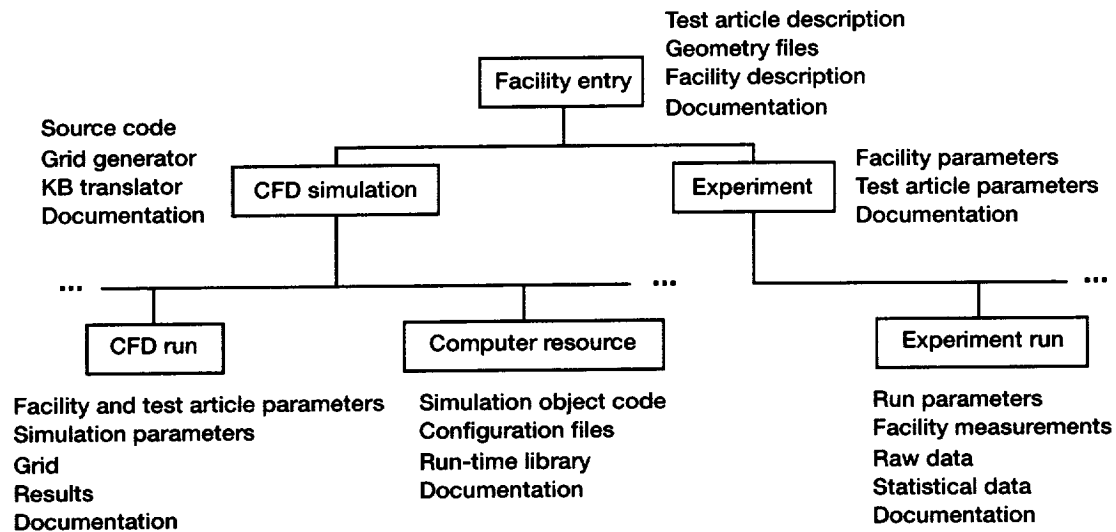 Test article description
Geometry files
Facility entry
Facility description
Documentation
Source code
Grid generator
KB translator
Documentation
CFD simulation
Experiment
Facility parameters
Test article parameters
Documentation
...
...
...
CFD run
Facility and test article parameters
Simulation parameters
Grid
Results
Documentation
Computer resource
Simulation object code
Configuration files
Run-time library
Documentation
Experiment run
Run parameters
Facility measurements
Raw data
Statistical data
Documentation